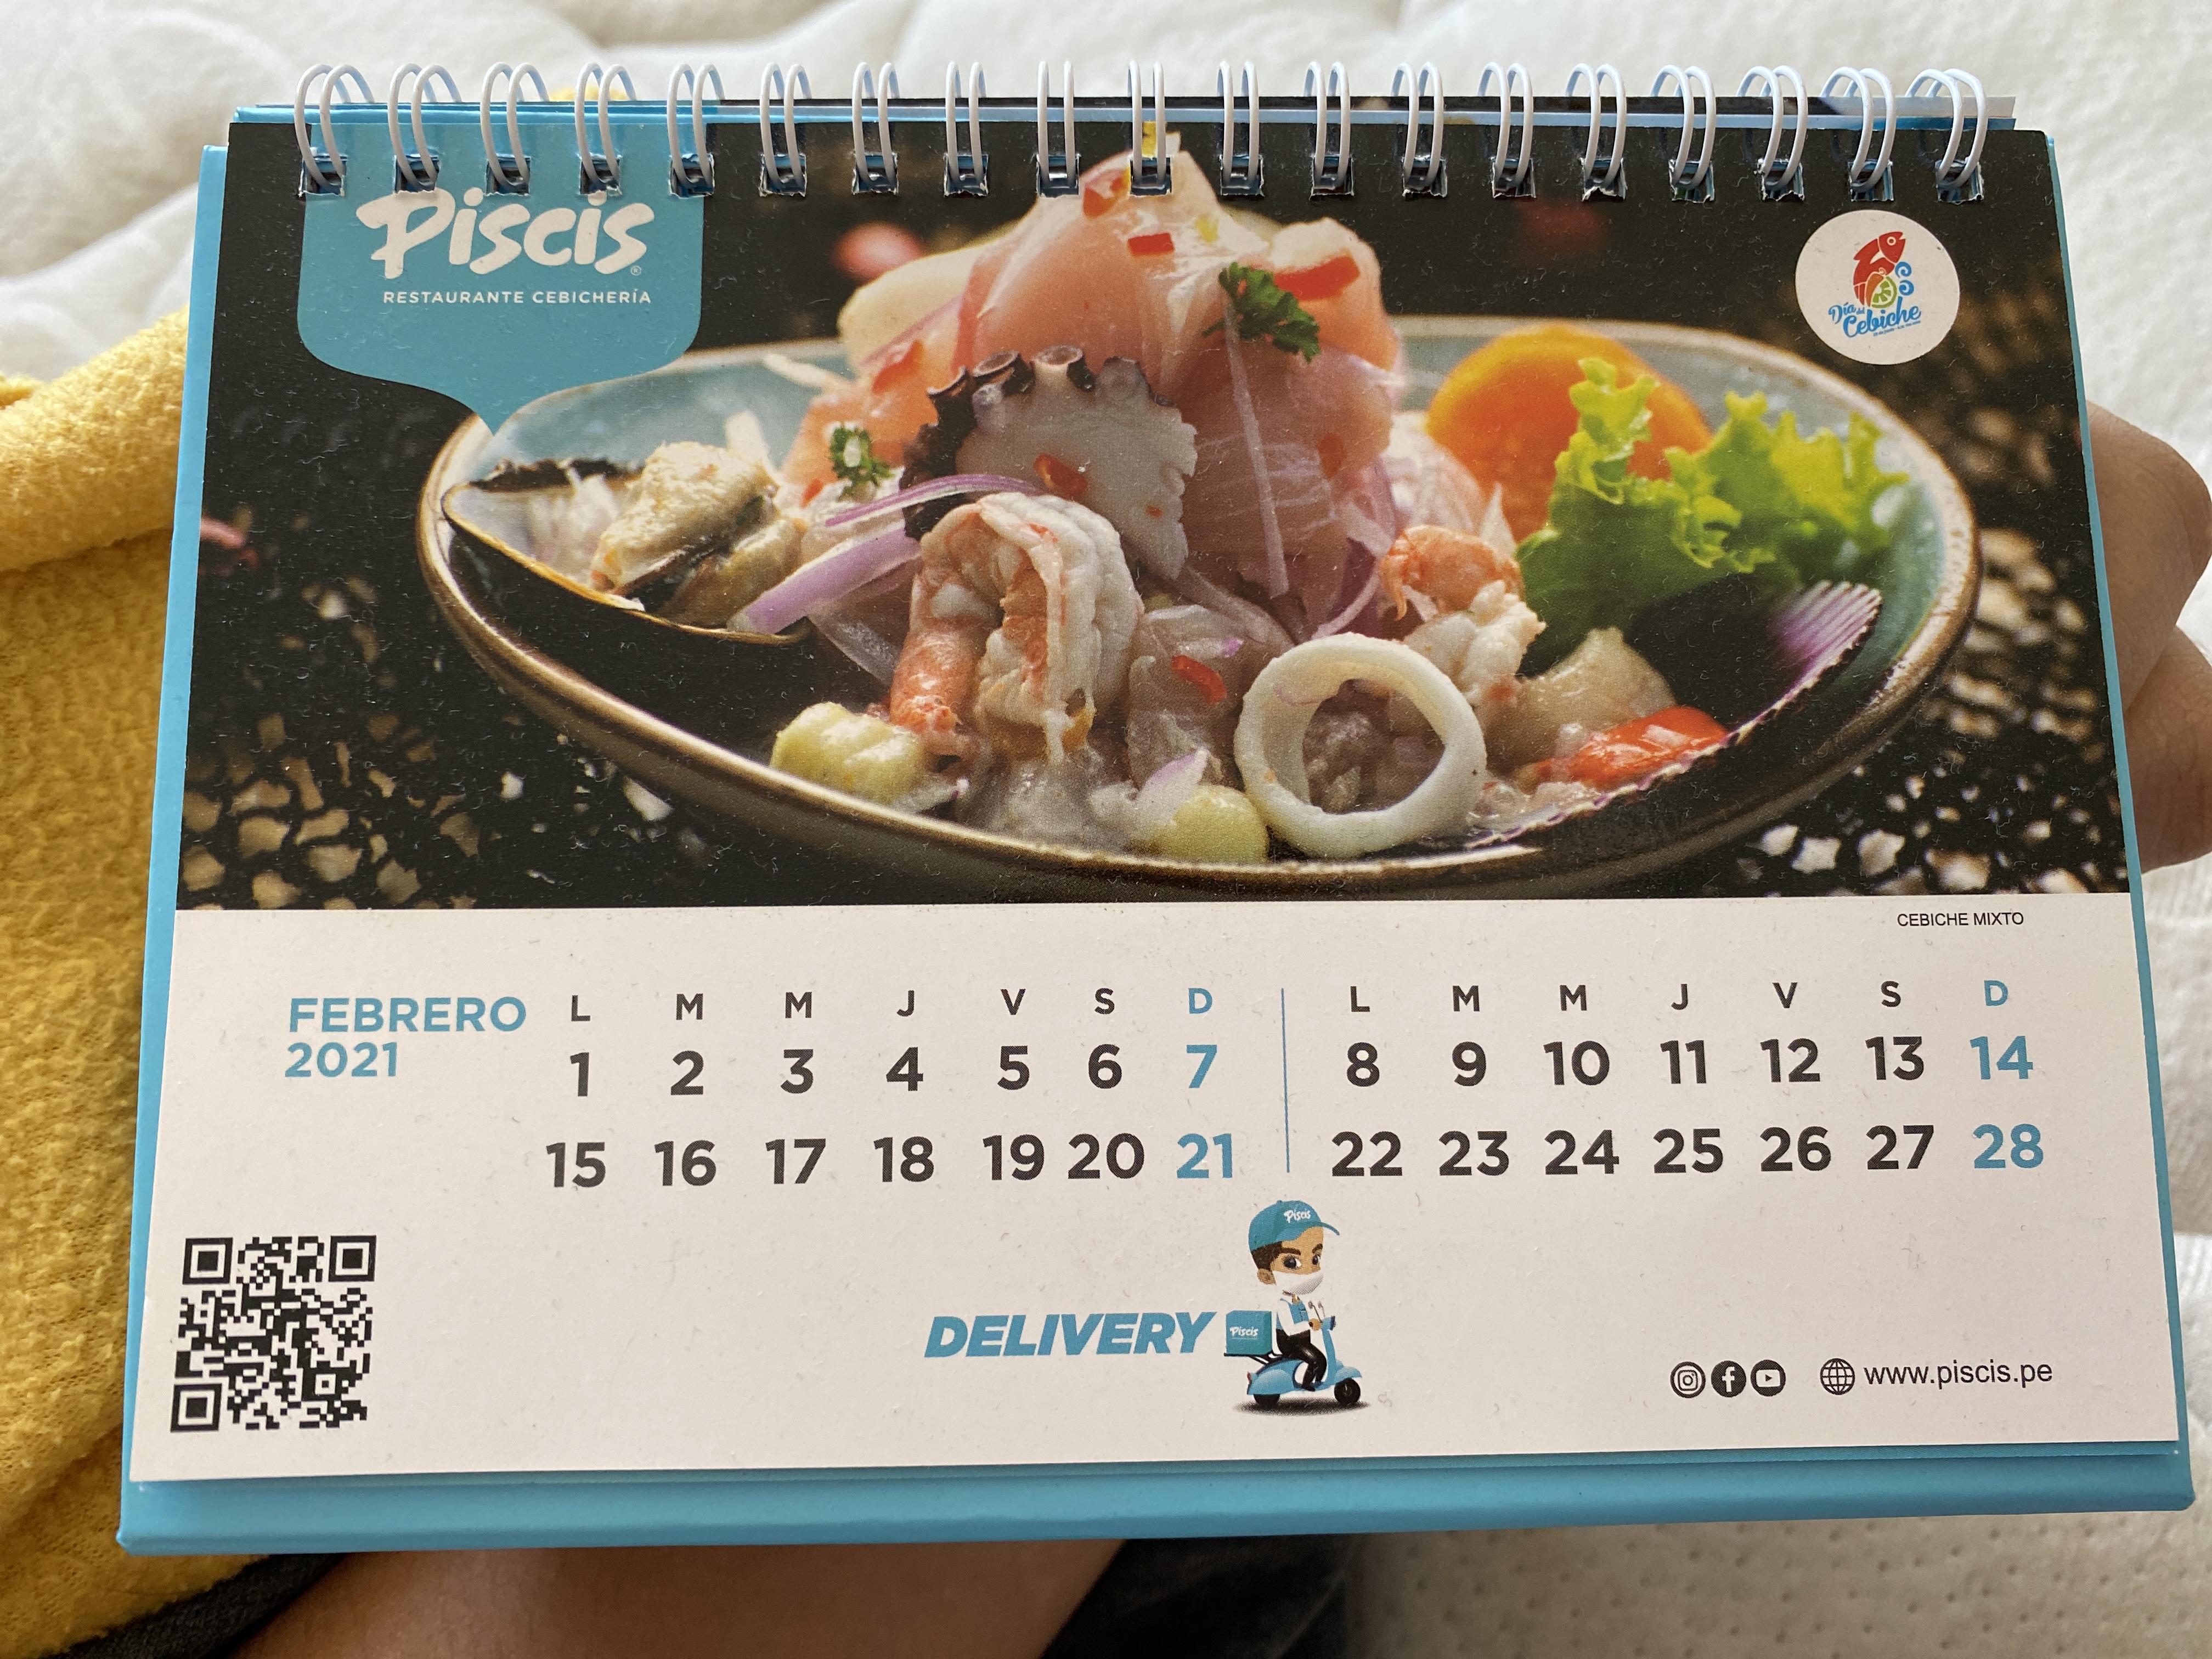 Piscis®
RESTAURANTE CEBICHERÍA
Día del
Cebiche
CEBICHE MIXTO
FEBRERO
2021
L M M J V S D L M M J V S D
1 2 3 4 5 6 7 8 9 10 11 12 13 14
15 16 17 18 19 20 21 22 23 24 25 26 27 28
DELIVERY
Piscis
Piscis
www.piscis.pe